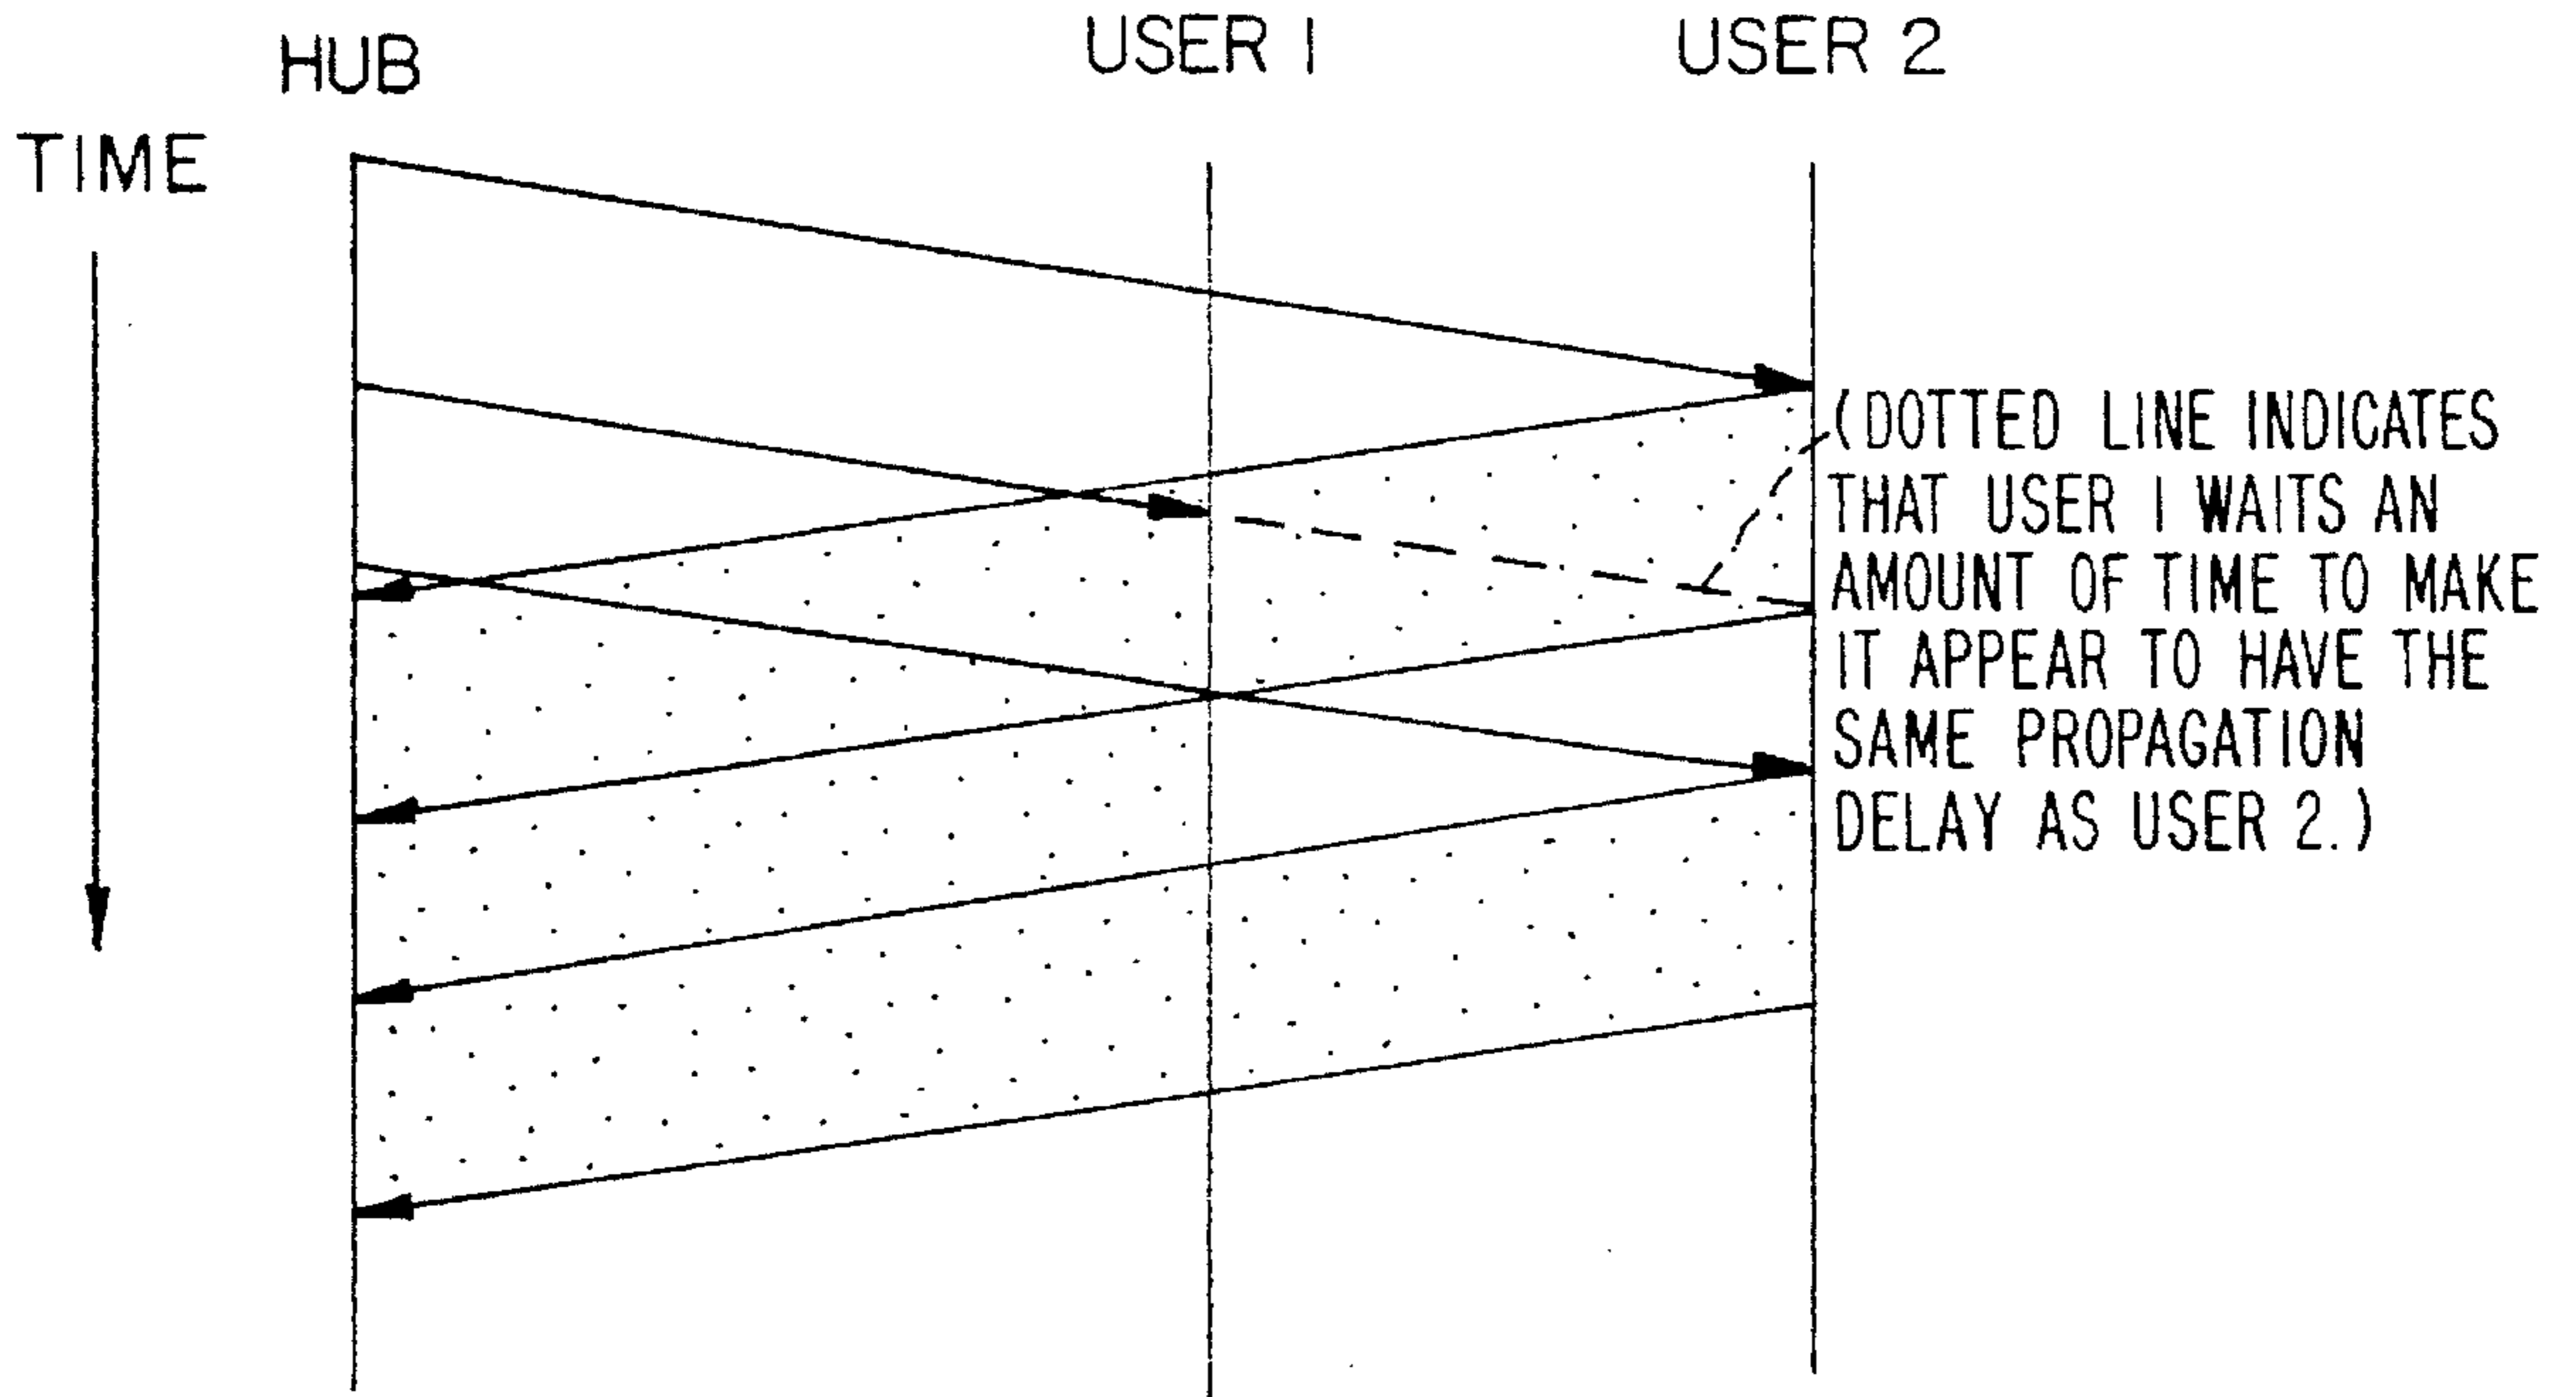 HUB
USER 1
USER 2
TIME
(DOTTED LINE INDICATES
THAT USER 1 WAITS AN
AMOUNT OF TIME TO MAKE
IT APPEAR TO HAVE THE
SAME PROPAGATION
DELAY AS USER 2.)